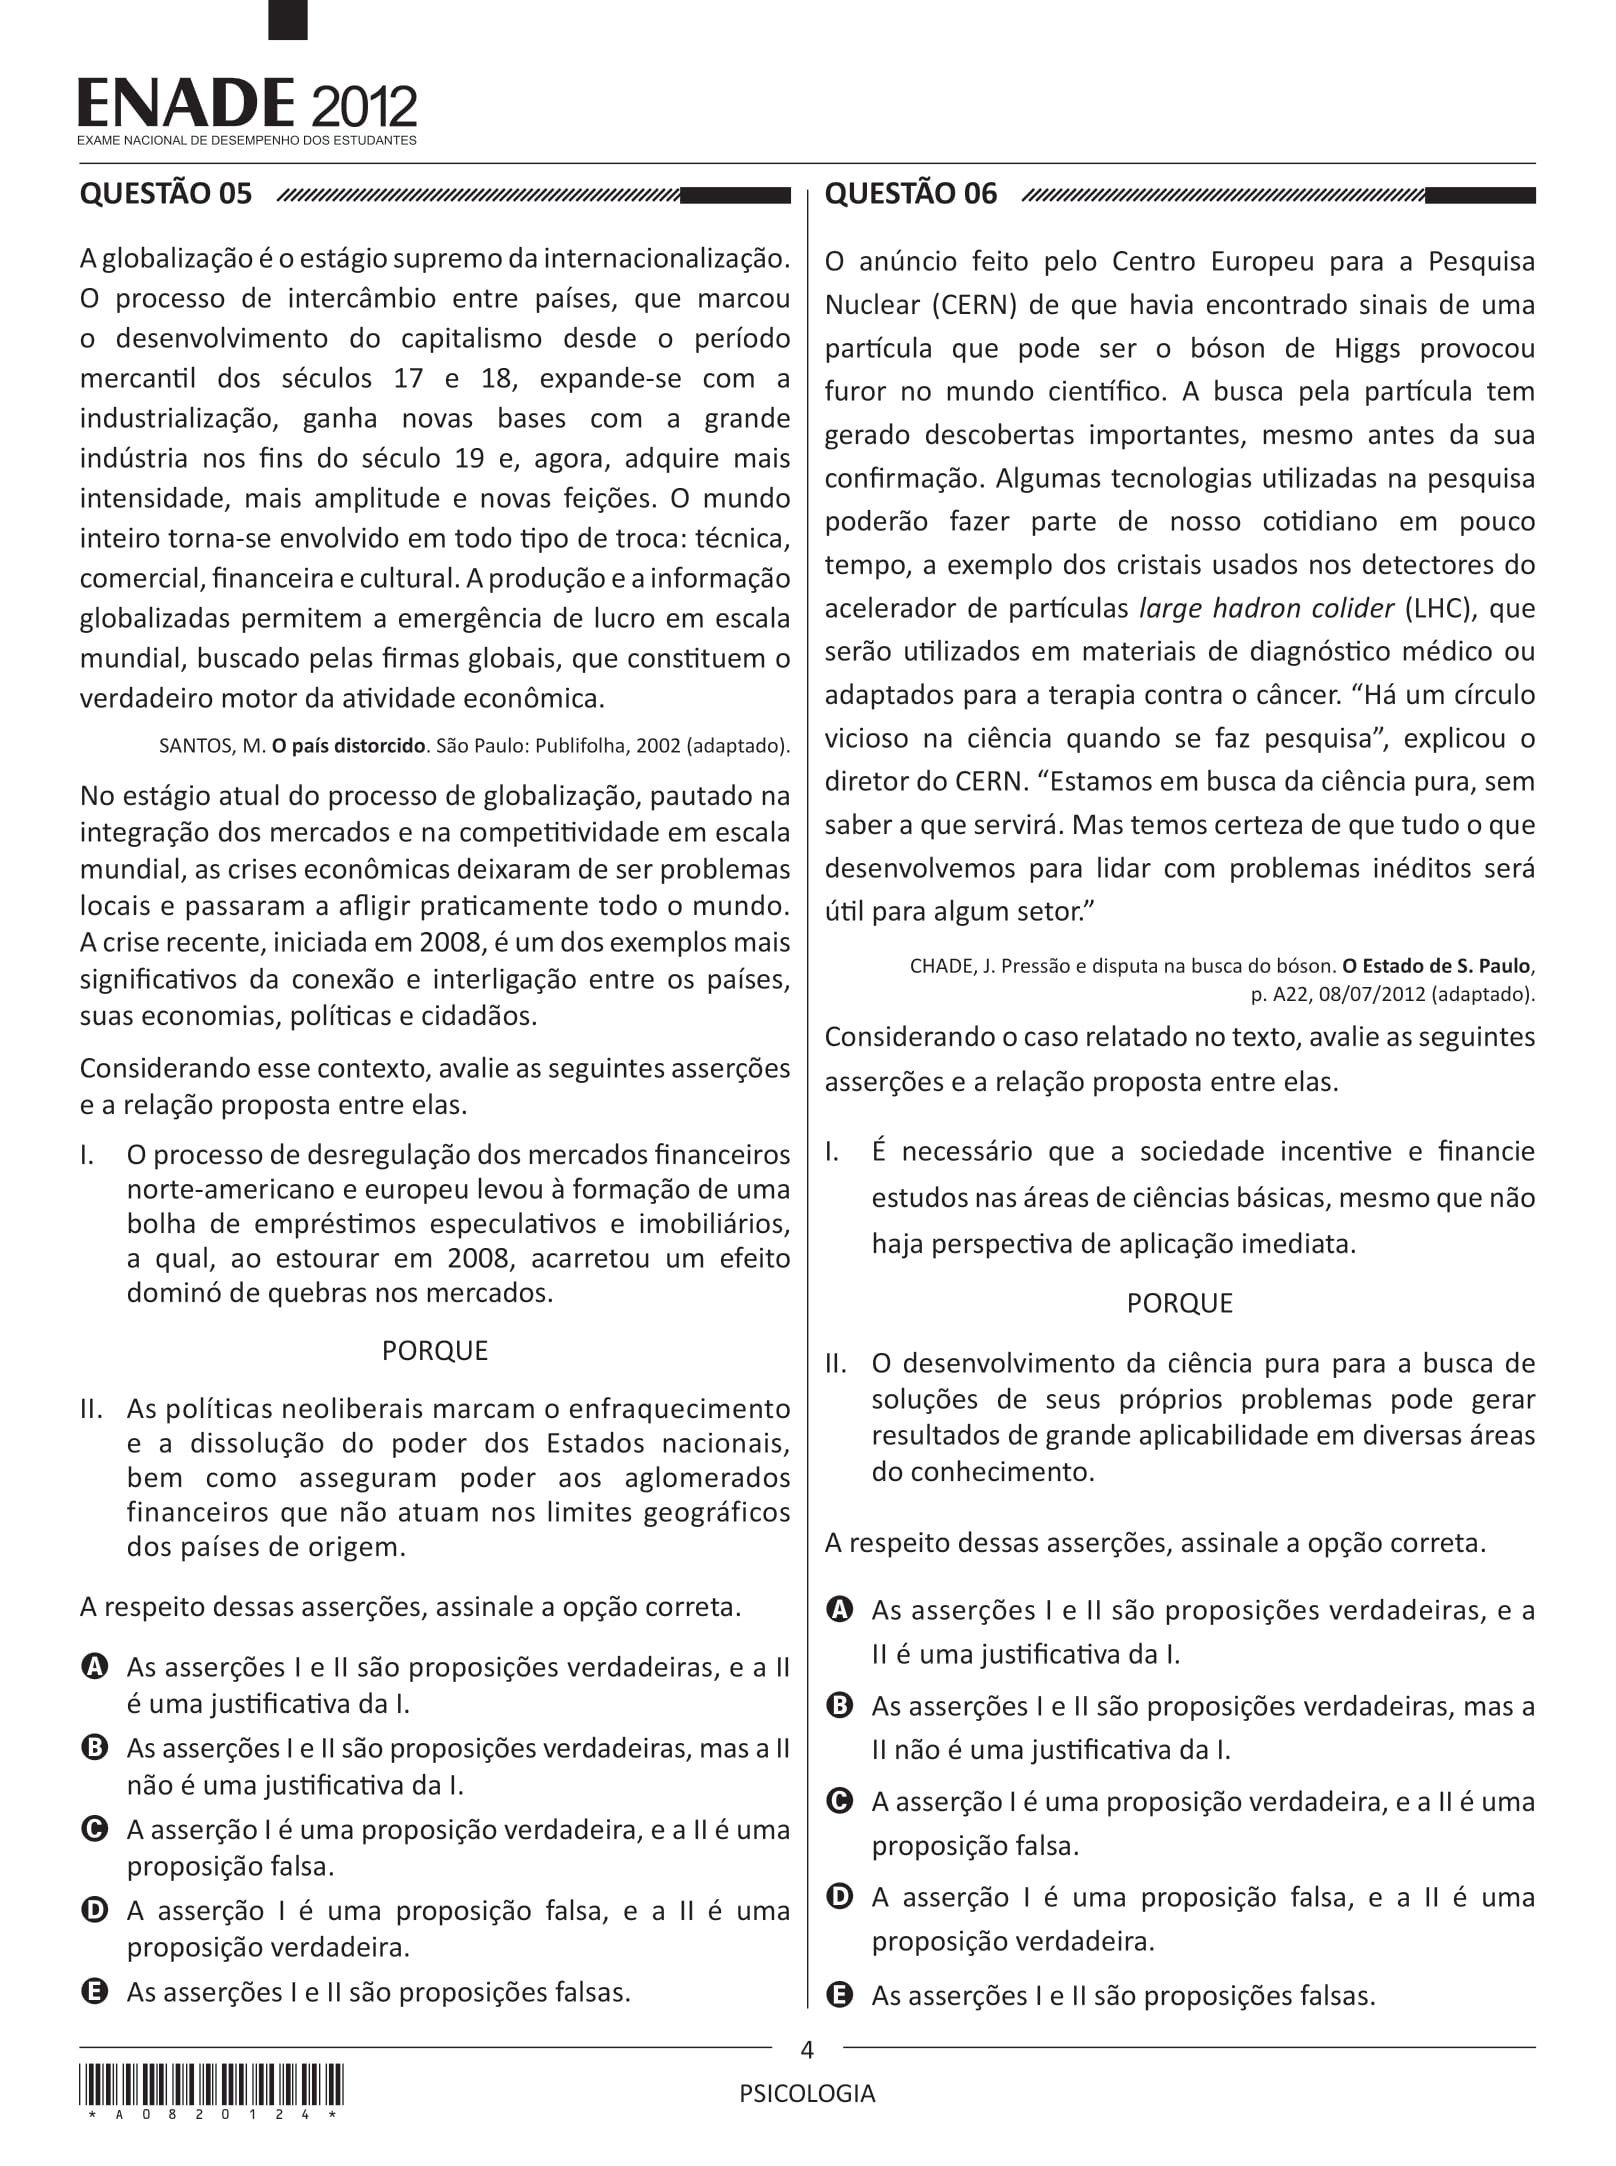 ENADE 2012
EXAME NACIONAL DE DESEMPENHO DOS ESTUDANTES
QUESTÃO 05
A globalização é o estágio supremo da internacionalização.
O processo de intercâmbio entre países, que marcou
o desenvolvimento do capitalismo desde o período
mercantil dos séculos 17 e 18, expande-se com a
industrialização, ganha novas bases com a grande
indústria nos fins do século 19 e, agora, adquire mais
intensidade, mais amplitude e novas feições. O mundo
inteiro torna-se envolvido em todo tipo de troca: técnica,
comercial, financeira e cultural. A produção e a informação
globalizadas permitem a emergência de lucro em escala
mundial, buscado pelas firmas globais, que constituem o
verdadeiro motor da atividade econômica.
SANTOS, M. O país distorcido. São Paulo: Publifolha, 2002 (adaptado).
No estágio atual do processo de globalização, pautado na
integração dos mercados e na competitividade em escala
mundial, as crises econômicas deixaram de ser problemas
locais e passaram a afligir praticamente todo o mundo.
A crise recente, iniciada em 2008, é um dos exemplos mais
significativos da conexão e interligação entre os países,
suas economias, políticas e cidadãos.
Considerando esse contexto, avalie as seguintes asserções
e a relação proposta entre elas.
I. O processo de desregulação dos mercados financeiros
norte-americano e europeu levou à formação de uma
bolha de empréstimos especulativos e imobiliários,
a qual, ao estourar em 2008, acarretou um efeito
dominó de quebras nos mercados.
PORQUE
II. As políticas neoliberais marcam o enfraquecimento
e a dissolução do poder dos Estados nacionais,
bem como asseguram poder aos aglomerados
financeiros que não atuam nos limites geográficos
dos países de origem.
A respeito dessas asserções, assinale a opção correta.
A As asserções I e II são proposições verdadeiras, e a II
é uma justificativa da I.
B As asserções I e II são proposições verdadeiras, mas a II
não é uma justificativa da I.
C A asserção I é uma proposição verdadeira, e a II é uma
proposição falsa.
D A asserção I é uma proposição falsa, e a II é uma
proposição verdadeira.
E As asserções I e II são proposições falsas.
QUESTÃO 06
O anúncio feito pelo Centro Europeu para a Pesquisa
Nuclear (CERN) de que havia encontrado sinais de uma
partícula que pode ser o bóson de Higgs provocou
furor no mundo científico. A busca pela partícula tem
gerado descobertas importantes, mesmo antes da sua
confirmação. Algumas tecnologias utilizadas na pesquisa
poderão fazer parte de nosso cotidiano em pouco
tempo, a exemplo dos cristais usados nos detectores do
acelerador de partículas large hadron colider (LHC), que
serão utilizados em materiais de diagnóstico médico ou
adaptados para a terapia contra o câncer. “Há um círculo
vicioso na ciência quando se faz pesquisa”, explicou o
diretor do CERN. “Estamos em busca da ciência pura, sem
saber a que servirá. Mas temos certeza de que tudo o que
desenvolvemos para lidar com problemas inéditos será
útil para algum setor.”
CHADE, J. Pressão e disputa na busca do bóson. O Estado de S. Paulo,
p. A22, 08/07/2012 (adaptado).
Considerando o caso relatado no texto, avalie as seguintes
asserções e a relação proposta entre elas.
I. É necessário que a sociedade incentive e financie
estudos nas áreas de ciências básicas, mesmo que não
haja perspectiva de aplicação imediata.
PORQUE
II. O desenvolvimento da ciência pura para a busca de
soluções de seus próprios problemas pode gerar
resultados de grande aplicabilidade em diversas áreas
do conhecimento.
A respeito dessas asserções, assinale a opção correta.
A As asserções I e II são proposições verdadeiras, e a
II é uma justificativa da I.
B As asserções I e II são proposições verdadeiras, mas a
II não é uma justificativa da I.
C A asserção I é uma proposição verdadeira, e a II é uma
proposição falsa.
D A asserção I é uma proposição falsa, e a II é uma
proposição verdadeira.
E As asserções I e II são proposições falsas.
4
PSICOLOGIA
* A 0 8 2 0 1 2 4 *